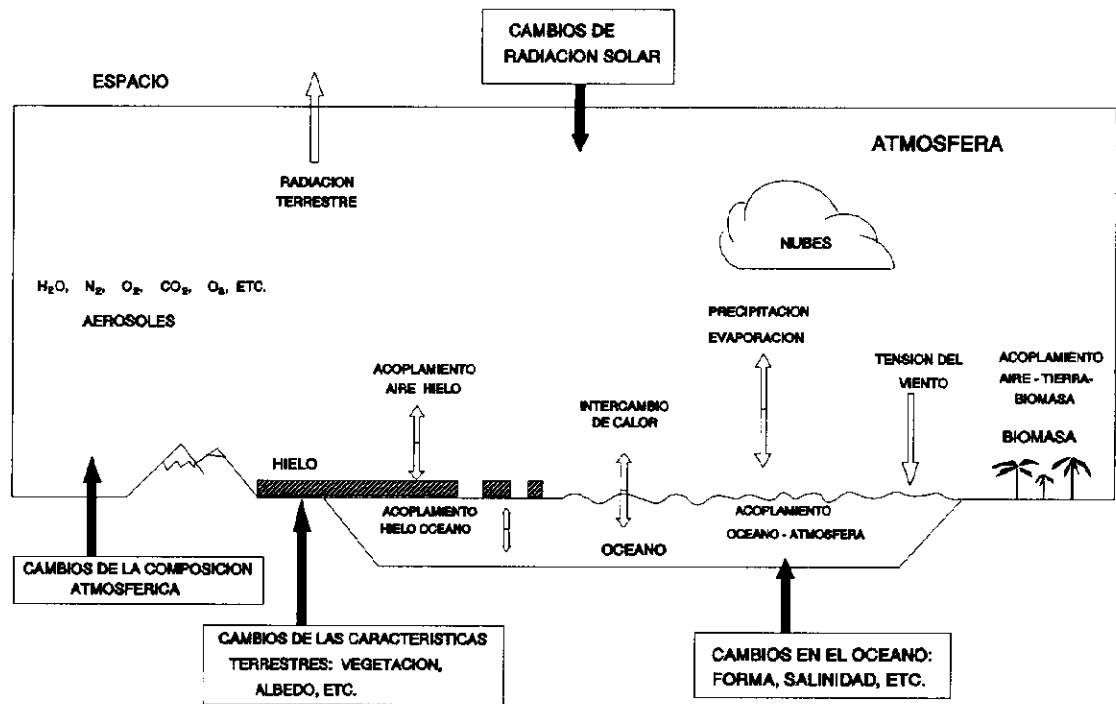 CAMBIOS DE
RADIACION SOLAR
ESPACIO
ATMOSFERA
RADIACION
TERRESTRE
NUBES
H₂O, N₂, O₂, CO₂, O₃, ETC.
AEROSOLES
PRECIPITACION
EVAPORACION
ACOPLAMIENTO
AIRE HIELO
TENSION DEL
VIENTO
ACOPLAMIENTO
AIRE - TIERRA-
BIOMASA
INTERCAMBIO
DE CALOR
BIOMASA
HIELO
ACOPLAMIENTO
HIELO OCEANO
ACOPLAMIENTO
OCEANO - ATMOSFERA
OCEANO
CAMBIOS DE LA COMPOSICION
ATMOSFERICA
CAMBIOS DE LAS CARACTERISTICAS
TERRESTRES: VEGETACION,
ALBEDO, ETC.
CAMBIOS EN EL OCEANO:
FORMA, SALINIDAD, ETC.